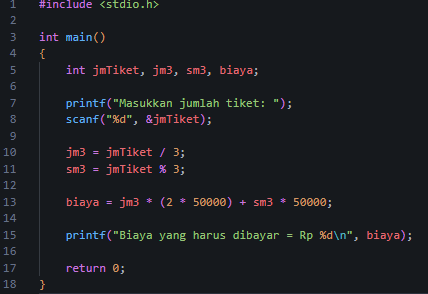 1 #include <stdio.h>
2
3 int main()
4 {
5     int jmTiket, jm3, sm3, biaya;
6
7     printf("Masukkan jumlah tiket: ");
8     scanf("%d", &jmTiket);
9
10     jm3 = jmTiket / 3;
11     sm3 = jmTiket % 3;
12
13     biaya = jm3 * (2 * 50000) + sm3 * 50000;
14
15     printf("Biaya yang harus dibayar = Rp %d\n", biaya);
16
17     return 0;
18 }